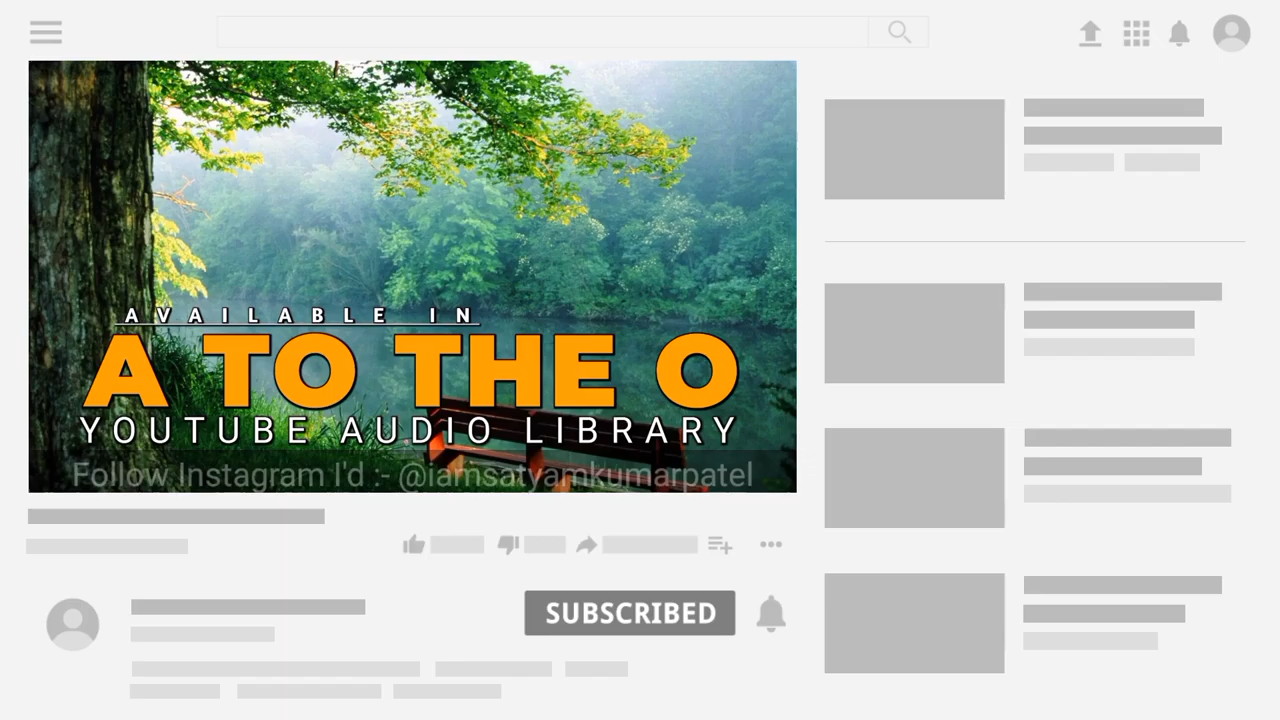 AVAILABLE IN
A TO THE O
YOUTUBE AUDIO LIBRARY
Follow Instagram I'd :- @iamsatyamkumarpatel
SUBSCRIBED